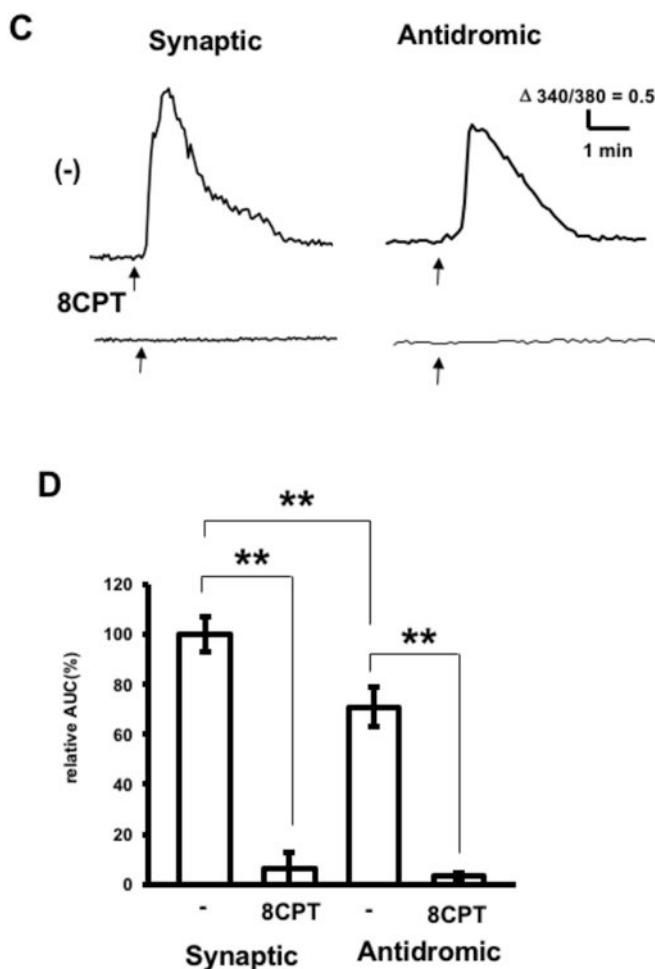 C
Synaptic
Antidromic
Δ 340/380 = 0.5
1 min
(-)
8CPT
D
**
**
**
relative AUC(%)
120
100
80
60
40
20
0
-
8CPT
-
8CPT
Synaptic
Antidromic